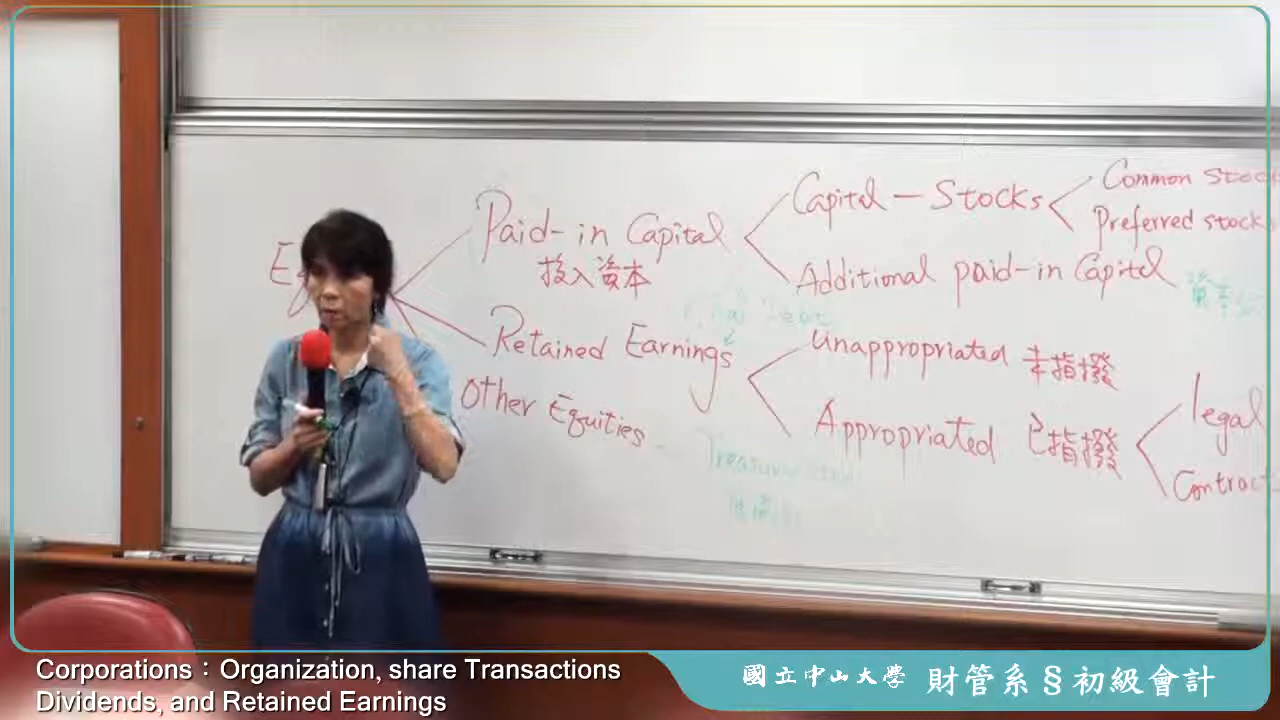 Paid-in Capital
投入資本
Capital — Stocks
Common stoc
Preferred stock
Additional paid-in Capital
Retained Earnings
Unappropriated 未指撥
Appropriated 已指撥
legal
Contract
Other Equities
Corporations：Organization, share Transactions
Dividends, and Retained Earnings
國立中山大學 財管系§初級會計